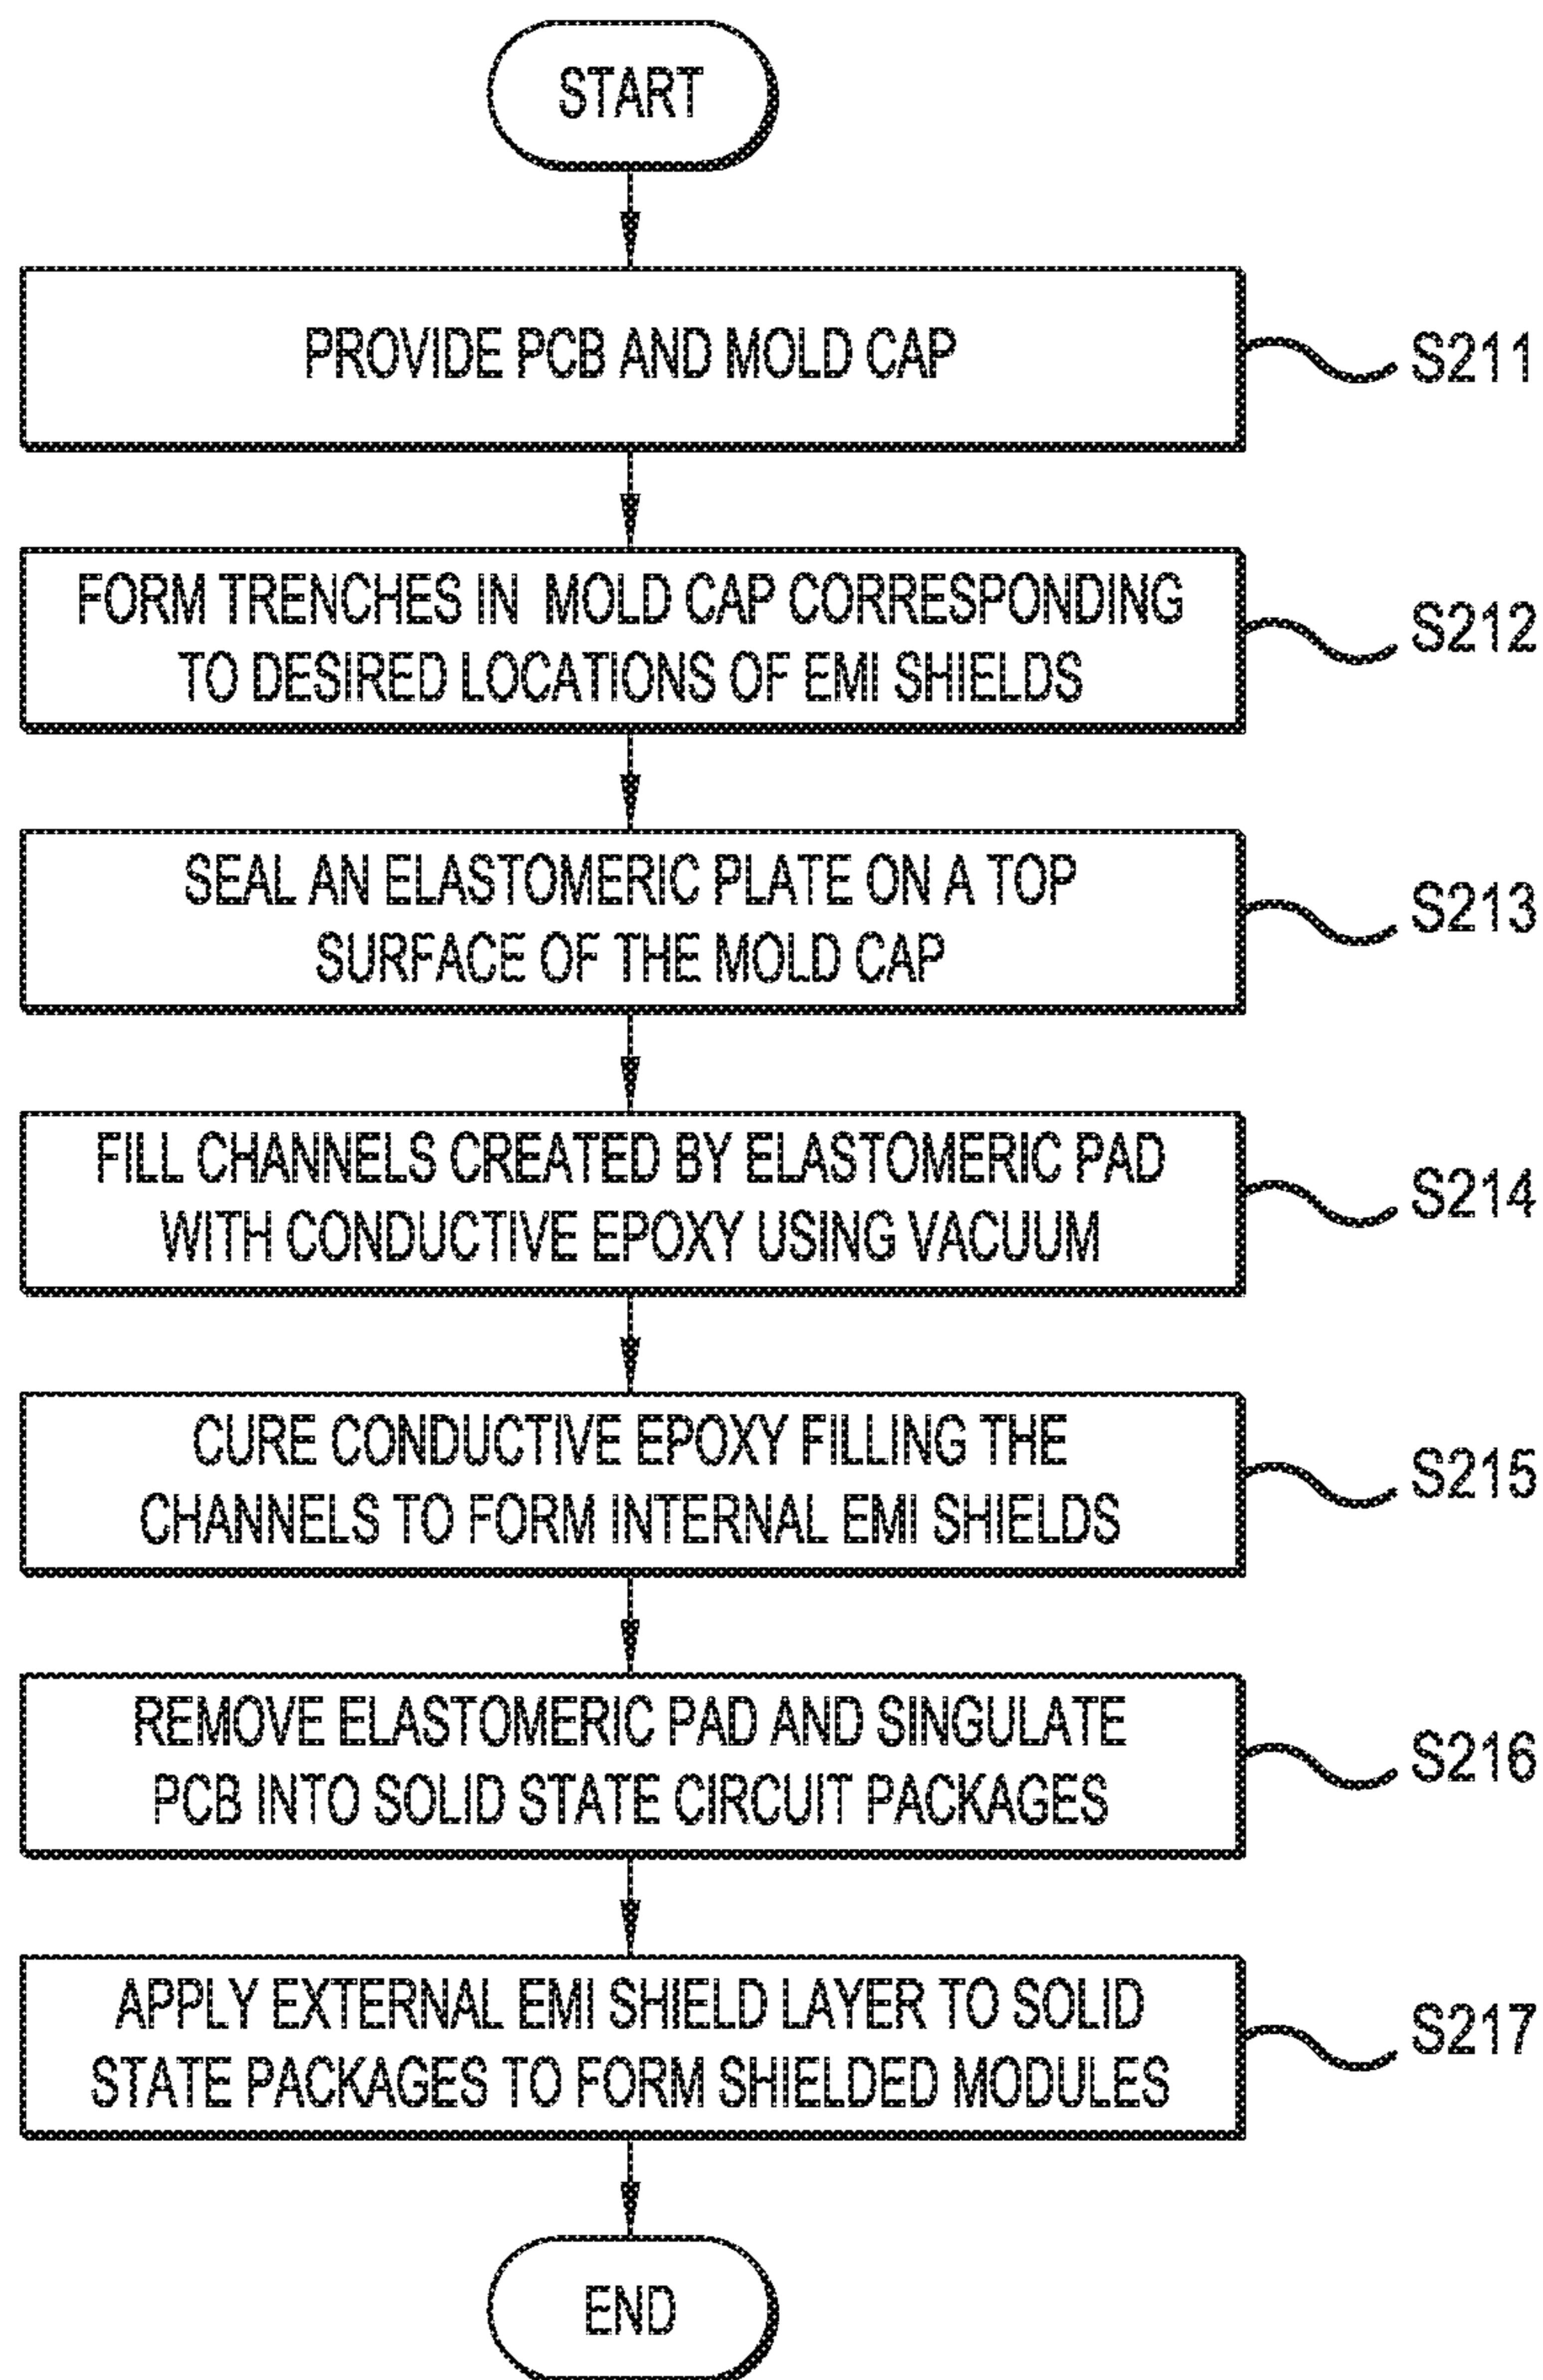 START
PROVIDE PCB AND MOLD CAP
S211
FORM TRENCHES IN MOLD CAP CORRESPONDING
TO DESIRED LOCATIONS OF EMI SHIELDS
S212
SEAL AN ELASTOMERIC PLATE ON A TOP
SURFACE OF THE MOLD CAP
S213
FILL CHANNELS CREATED BY ELASTOMERIC PAD
WITH CONDUCTIVE EPOXY USING VACUUM
S214
CURE CONDUCTIVE EPOXY FILLING THE
CHANNELS TO FORM INTERNAL EMI SHIELDS
S215
REMOVE ELASTOMERIC PAD AND SINGULATE
PCB INTO SOLID STATE CIRCUIT PACKAGES
S216
APPLY EXTERNAL EMI SHIELD LAYER TO SOLID
STATE PACKAGES TO FORM SHIELDED MODULES
S217
END